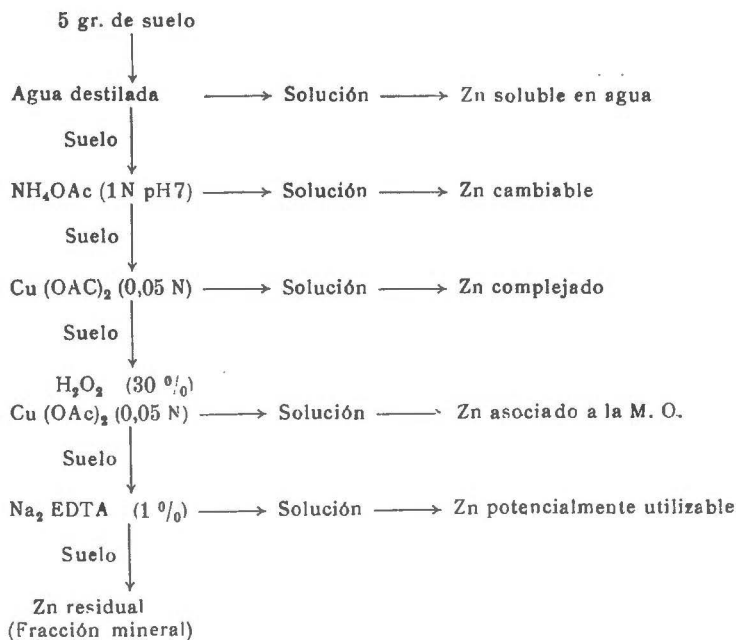 5 gr. de suelo
Agua destilada → Solución → Zn soluble en agua
Suelo
NH₄OAc (1N pH7) → Solución → Zn cambiable
Suelo
Cu (OAC)₂ (0,05 N) → Solución → Zn complejado
Suelo
H₂O₂ (30 %)
Cu (OAc)₂ (0,05 N) → Solución → Zn asociado a la M. O.
Suelo
Na₂ EDTA (1 %) → Solución → Zn potencialmente utilizable
Suelo
Zn residual
(Fracción mineral)